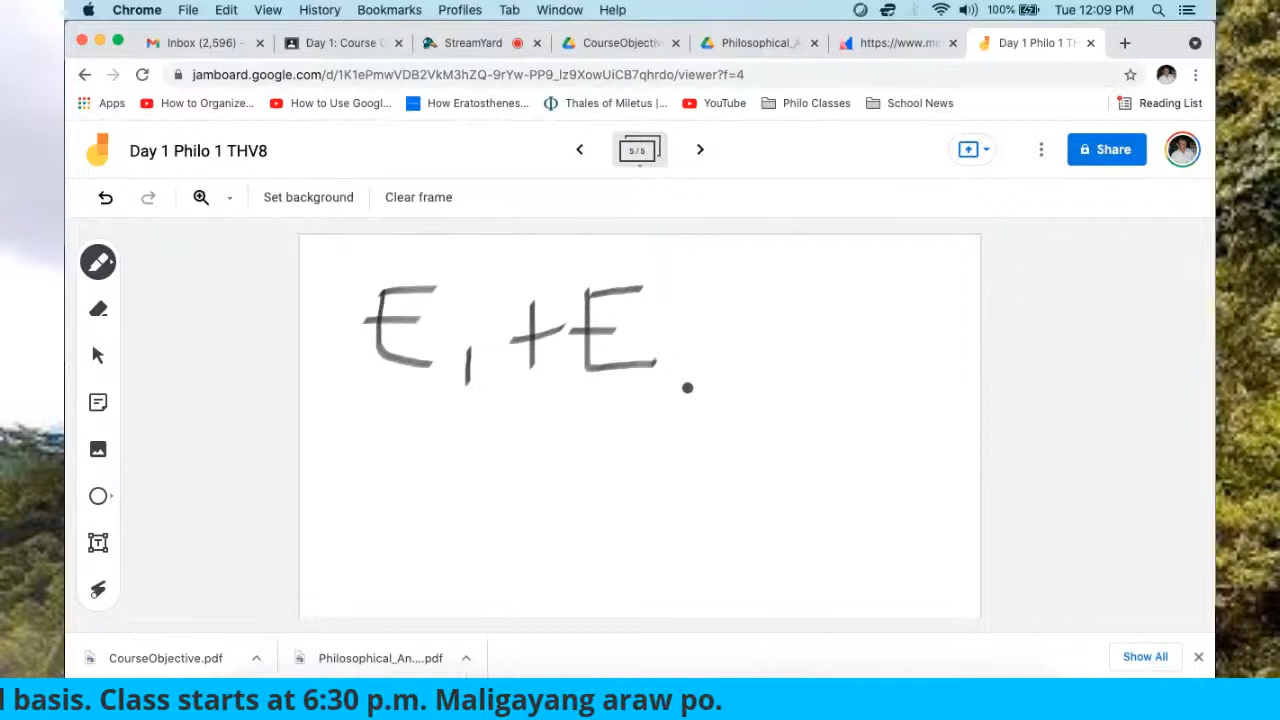 Chrome File Edit View History Bookmarks Profiles Tab Window Help 100% Tue 12:09 PM
Inbox (2,596) - Day 1: Course StreamYard CourseObjective Philosophical_A https://www.me Day 1 Philo 1 TH
jamboard.google.com/d/1K1ePmwVDB2VkM3hZQ-9rYw-PP9_Iz9XowUiCB7qhrdo/viewer?f=4
Apps How to Organize... How to Use Googl... How Eratosthenes... Thales of Miletus |... YouTube Philo Classes School News Reading List
Day 1 Philo 1 THV8 5 / 5 Share
Set background Clear frame
E₁ + E
CourseObjective.pdf Philosophical_An....pdf Show All
basis. Class starts at 6:30 p.m. Maligayang araw po.